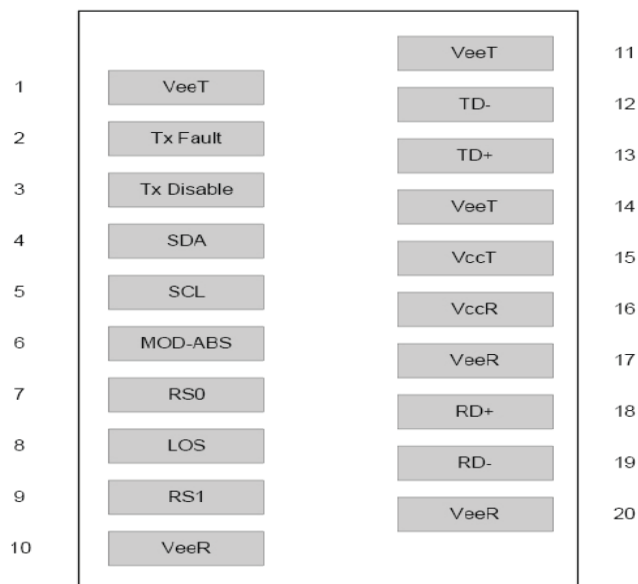 1 VeeT
2 Tx Fault
3 Tx Disable
4 SDA
5 SCL
6 MOD-ABS
7 RS0
8 LOS
9 RS1
10 VeeR
VeeT 11
TD- 12
TD+ 13
VeeT 14
VccT 15
VccR 16
VeeR 17
RD+ 18
RD- 19
VeeR 20